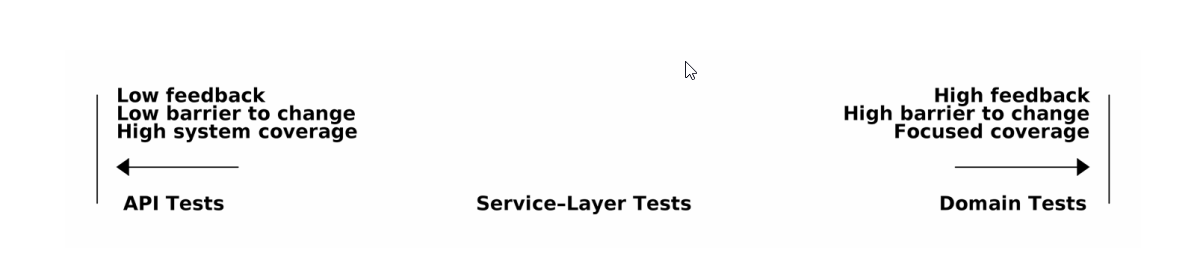 Low feedback
Low barrier to change
High system coverage
High feedback
High barrier to change
Focused coverage
API Tests
Service–Layer Tests
Domain Tests